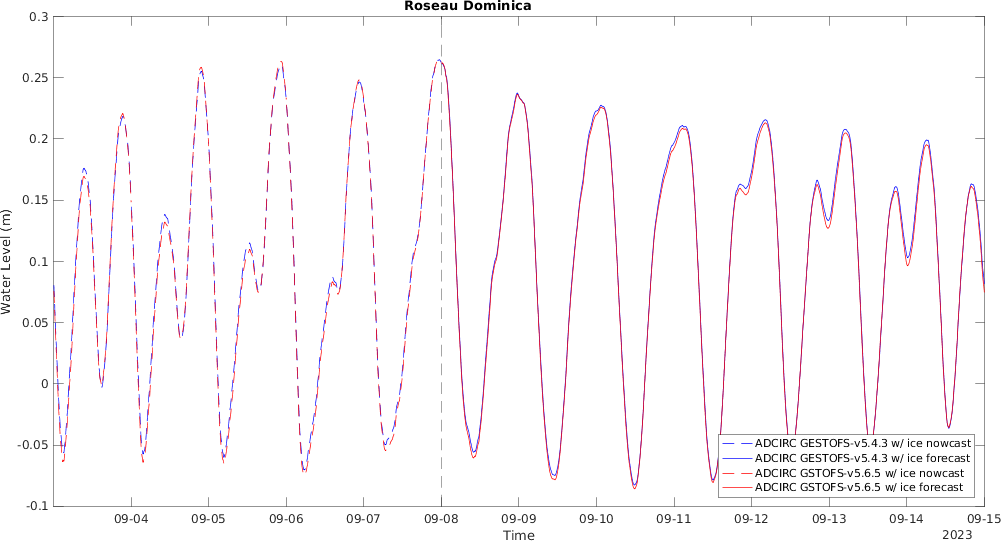 Roseau Dominica
0.3
0.25
0.2
0.15
0.1
0.05
0
-0.05
-0.1
Water Level (m)
ADCIRC GESTOFS-v5.4.3 w/ ice nowcast
ADCIRC GESTOFS-v5.4.3 w/ ice forecast
ADCIRC GSTOFS-v5.6.5 w/ ice nowcast
ADCIRC GSTOFS-v5.6.5 w/ ice forecast
09-04 09-05 09-06 09-07 09-08 09-09 09-10 09-11 09-12 09-13 09-14 09-15
Time
2023